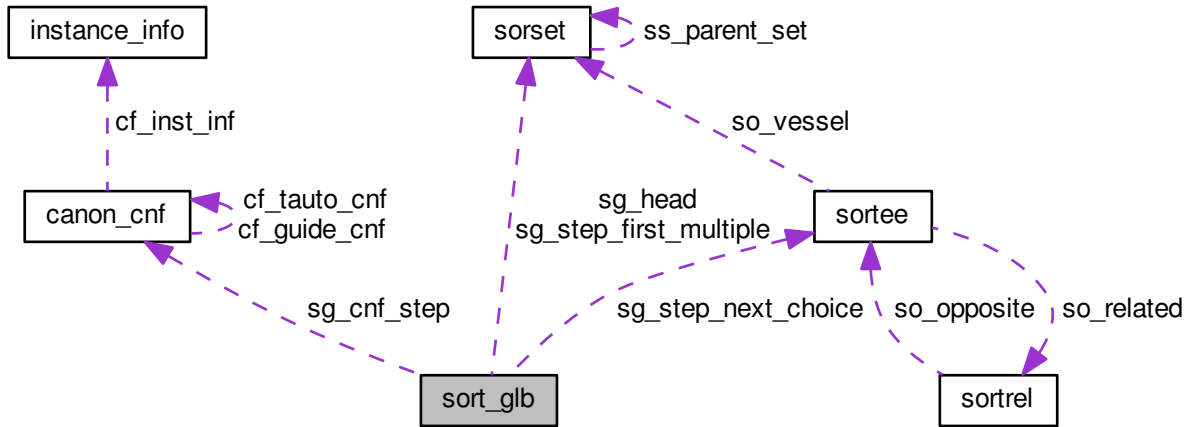 instance_info
sorset
ss_parent_set
cf_inst_inf
so_vessel
canon_cnf
cf_tauto_cnf
cf_guide_cnf
sg_head
sg_step_first_multiple
sortee
sg_cnf_step
sg_step_next_choice
so_opposite
so_related
sort_glb
sortrel